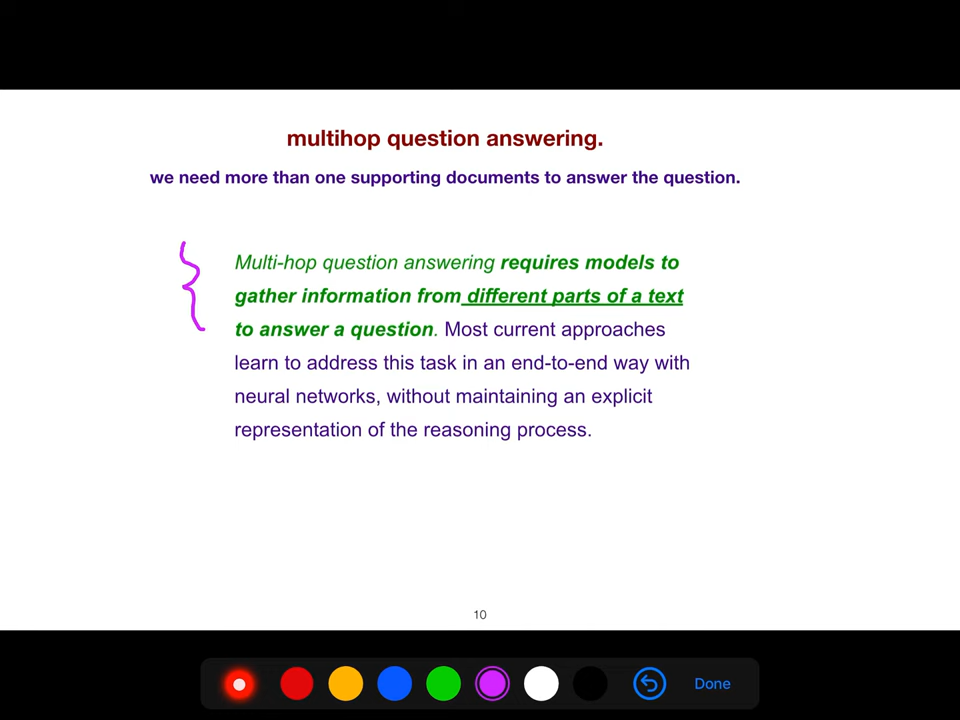 multihop question answering.
we need more than one supporting documents to answer the question.
Multi-hop question answering requires models to
gather information from different parts of a text
to answer a question. Most current approaches
learn to address this task in an end-to-end way with
neural networks, without maintaining an explicit
representation of the reasoning process.
10
Done